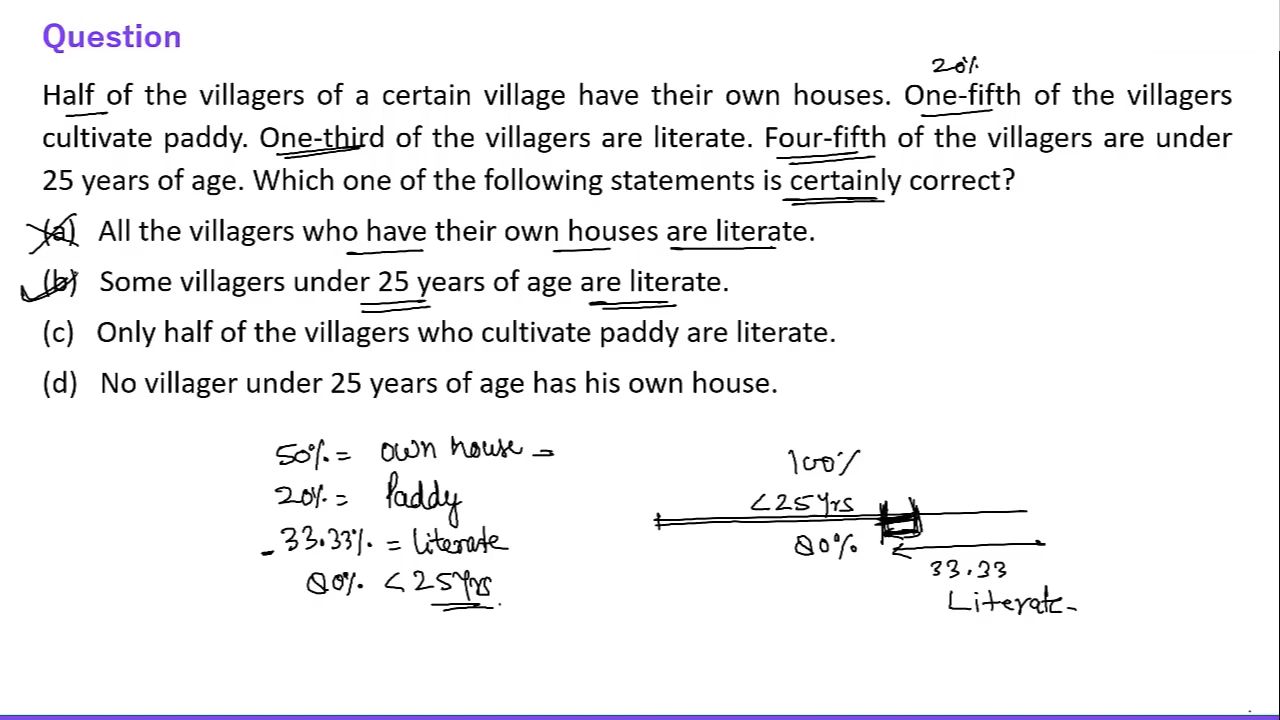 Question
20%
Half of the villagers of a certain village have their own houses. One-fifth of the villagers
cultivate paddy. One-third of the villagers are literate. Four-fifth of the villagers are under
25 years of age. Which one of the following statements is certainly correct?
(a) All the villagers who have their own houses are literate.
(b) Some villagers under 25 years of age are literate.
(c) Only half of the villagers who cultivate paddy are literate.
(d) No villager under 25 years of age has his own house.
50% = own house =
20% = Paddy
33.33% = literate
80% < 25 Yrs
100%
< 25 Yrs
80%
33.33
Literate